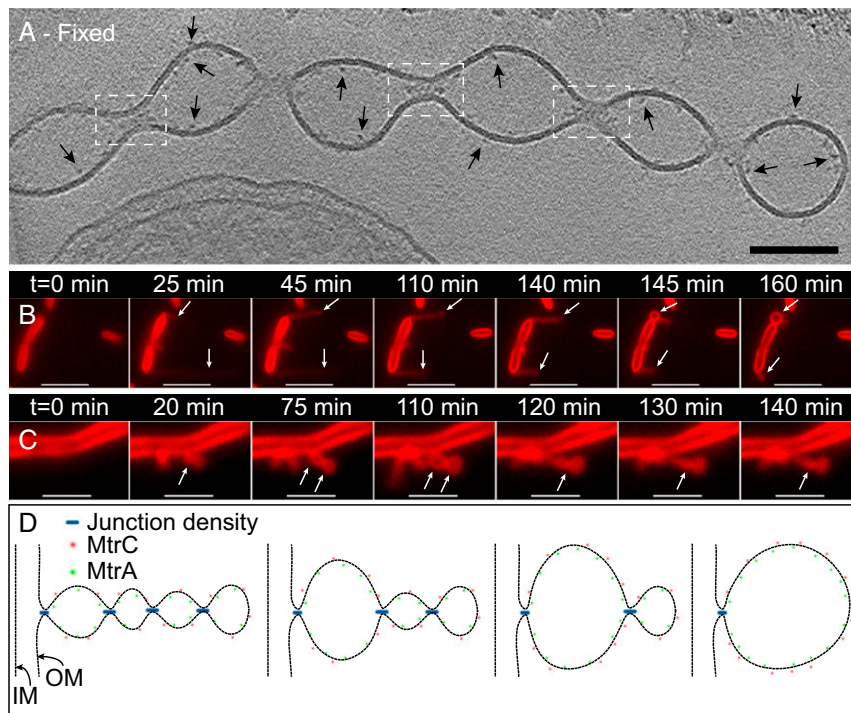 A - Fixed
t=0 min 25 min 45 min 110 min 140 min 145 min 160 min
B
t=0 min 20 min 75 min 110 min 120 min 130 min 140 min
C
D
Junction density
MtrC
MtrA
OM
IM